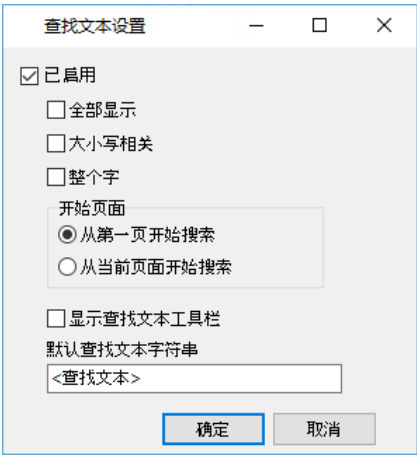 查找文本设置
已启用
全部显示
大小写相关
整个字
开始页面
从第一页开始搜索
从当前页面开始搜索
显示查找文本工具栏
默认查找文本字符串
<查找文本>
确定 取消